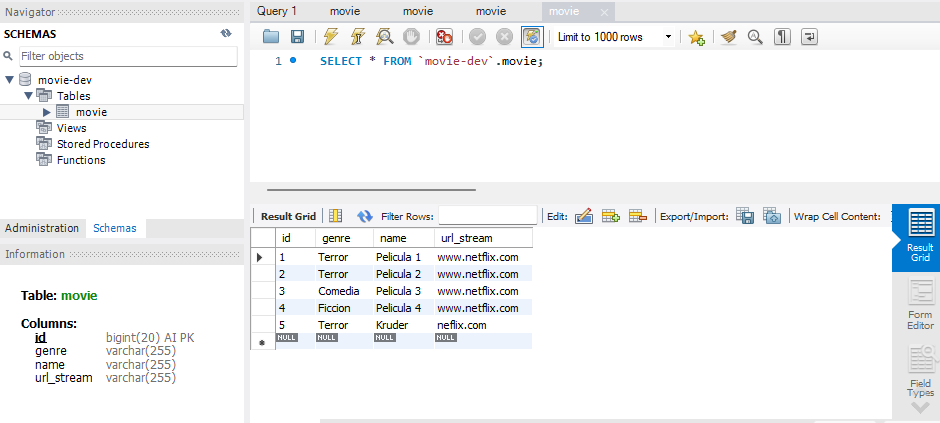 Navigator
SCHEMAS
Filter objects
movie-dev
Tables
movie
Views
Stored Procedures
Functions
Administration Schemas
Information
Table: movie
Columns:
id bigint(20) AI PK
genre varchar(255)
name varchar(255)
url_stream varchar(255)
Query 1 movie movie movie movie
Limit to 1000 rows
1 SELECT * FROM `movie-dev`.movie;
Result Grid Filter Rows: Edit: Export/Import: Wrap Cell Content:
id genre name url_stream
1 Terror Pelicula 1 www.netflix.com
2 Terror Pelicula 2 www.netflix.com
3 Comedia Pelicula 3 www.netflix.com
4 Ficcion Pelicula 4 www.netflix.com
5 Terror Kruder neflix.com
NULL NULL NULL NULL
Result
Grid
Form
Editor
Field
Types